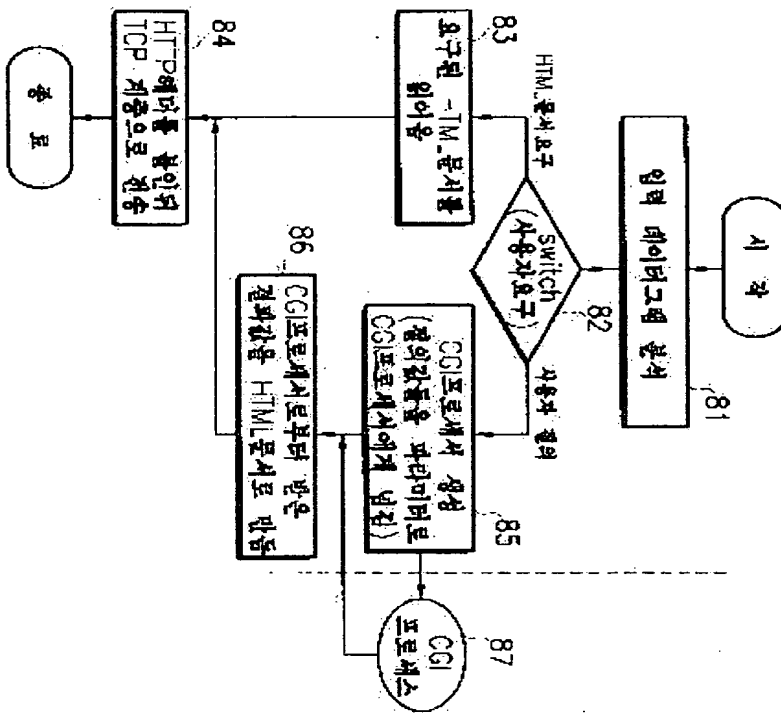 시 작
입력 데이터그램 분석
81
switch
(사용자요구)
82
HTML문서요구
사용자 질의
요구된 HTML문서를
읽어옴
83
CGI프로세서 생성
(질의값들을 파라미터로
CGI프로세서에게 넘김)
85
CGI
프로세스
87
CGI프로세서로부터 받은
결과값을 HTML문서로 만듬
86
HTTP헤더를 붙인뒤
TCP 계층으로 전송
84
종 료